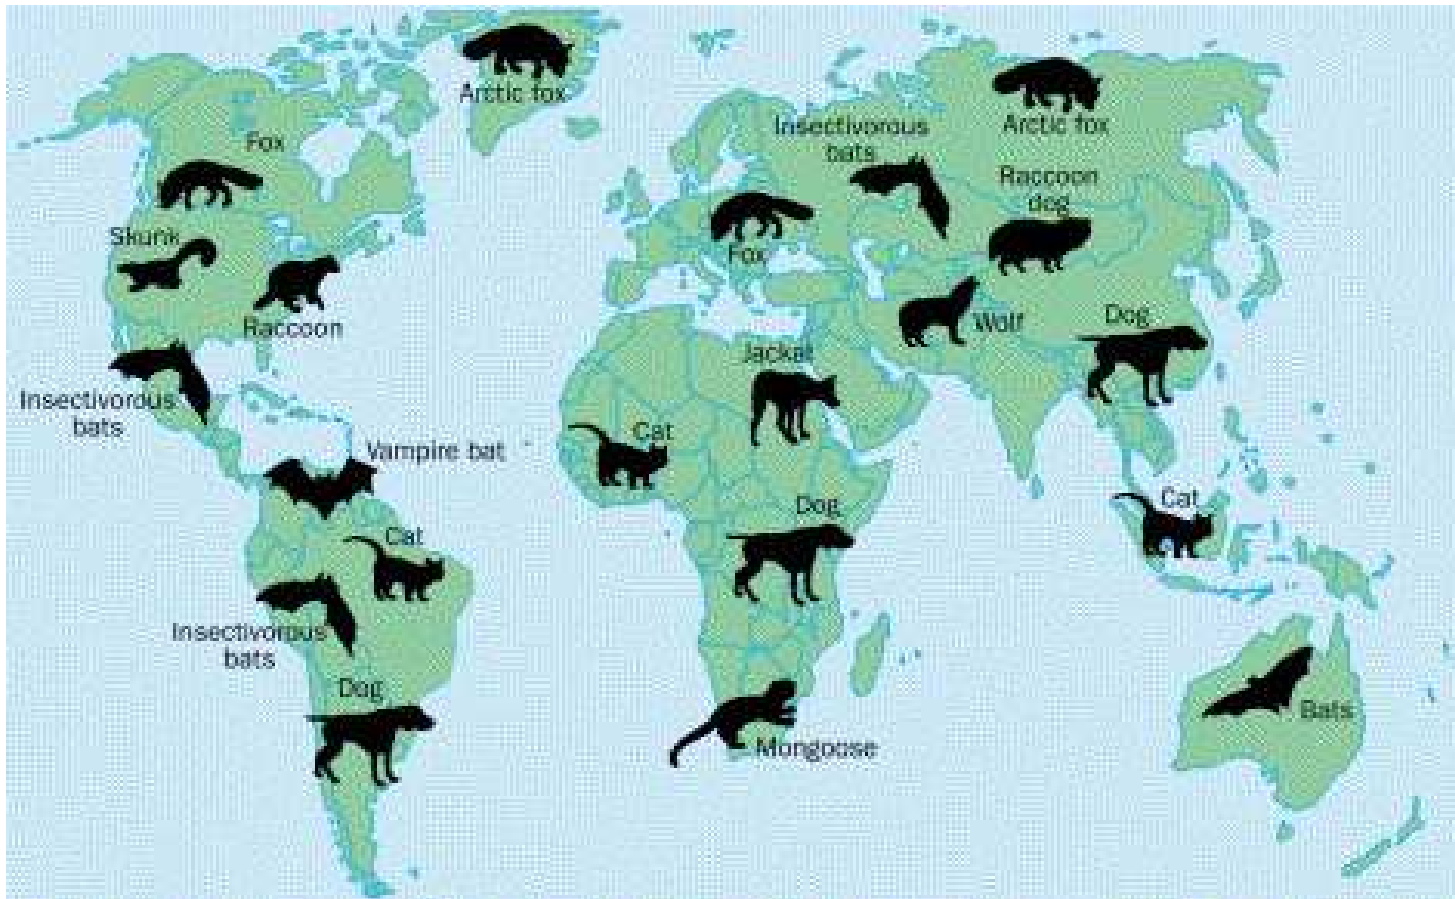 Arctic fox
Arctic fox
Fox
Insectivorous
bats
Raccoon
dog
Skunk
Fox
Raccoon
Wolf
Dog
Jackal
Insectivorous
bats
Cat
Vampire bat
Cat
Dog
Cat
Insectivorous
bats
Dog
Bats
Mongoose